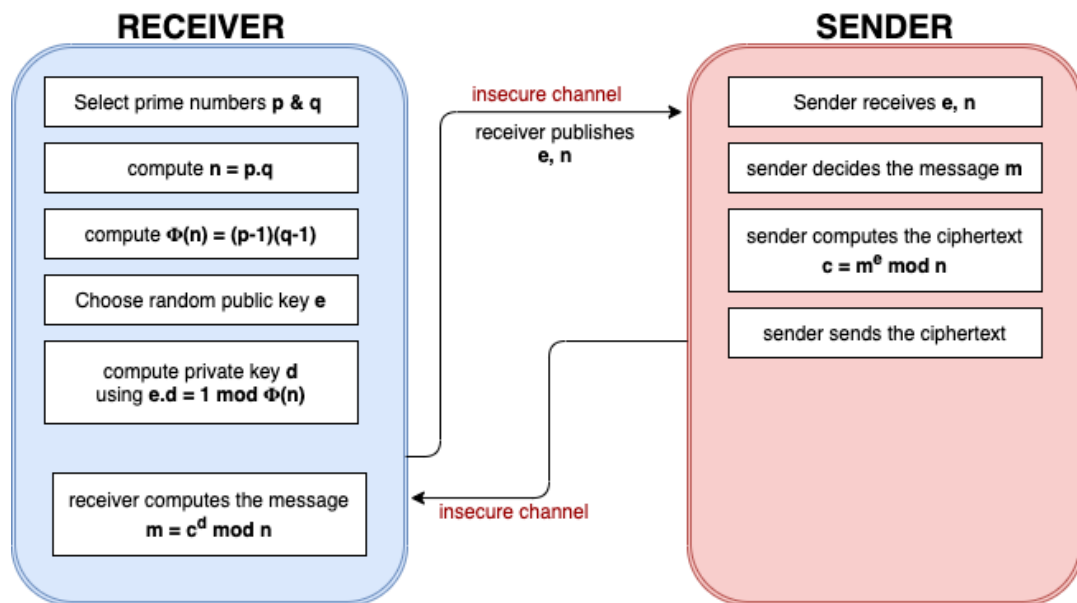 RECEIVER
Select prime numbers p & q
compute n = p.q
compute Φ(n) = (p-1)(q-1)
Choose random public key e
compute private key d
using e.d = 1 mod Φ(n)
receiver computes the message
m = c^d mod n
insecure channel
receiver publishes
e, n
insecure channel
SENDER
Sender receives e, n
sender decides the message m
sender computes the ciphertext
c = m^e mod n
sender sends the ciphertext